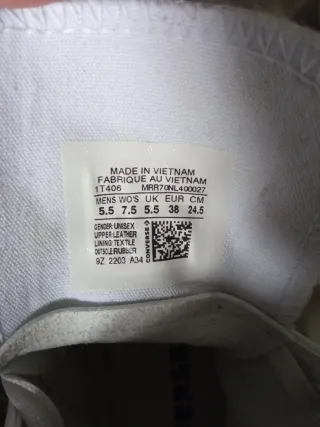 MADE IN VIETNAM
FABRIQUE AU VIETNAM
1T406 MRR70NL400027
MENS WO'S UK EUR CM
5.5 7.5 5.5 38 24.5
GENDER: UNISEX
UPPER: LEATHER
LINING: TEXTILE
OUTSOLE: RUBBER
9Z 2203 A34
CONVERSE